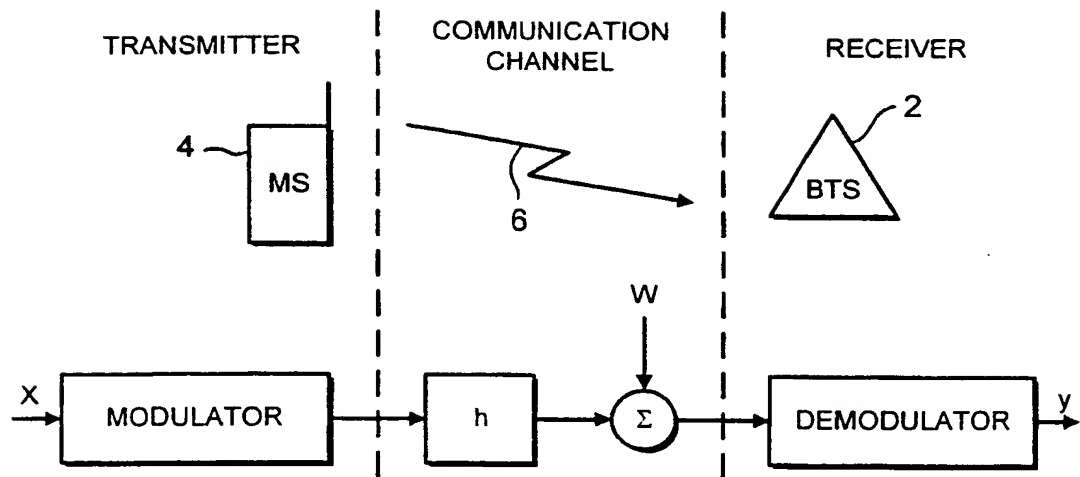 TRANSMITTER
COMMUNICATION
CHANNEL
RECEIVER
4
MS
6
2
BTS
W
X
MODULATOR
h
Σ
DEMODULATOR
y